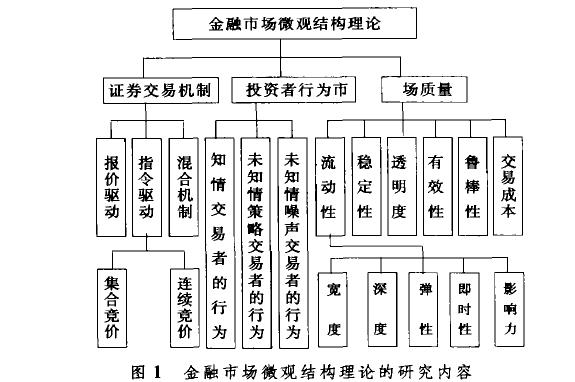 金融市场微观结构理论
证券交易机制
投资者行为市
场质量
报价驱动
指令驱动
混合机制
知情交易者的行为
未知情策略交易者的行为
未知情噪声交易者的行为
流动性
稳定性
透明度
有效性
鲁棒性
交易成本
集合竞价
连续竞价
宽度
深度
弹性
即时性
影响力
图 1 金融市场微观结构理论的研究内容